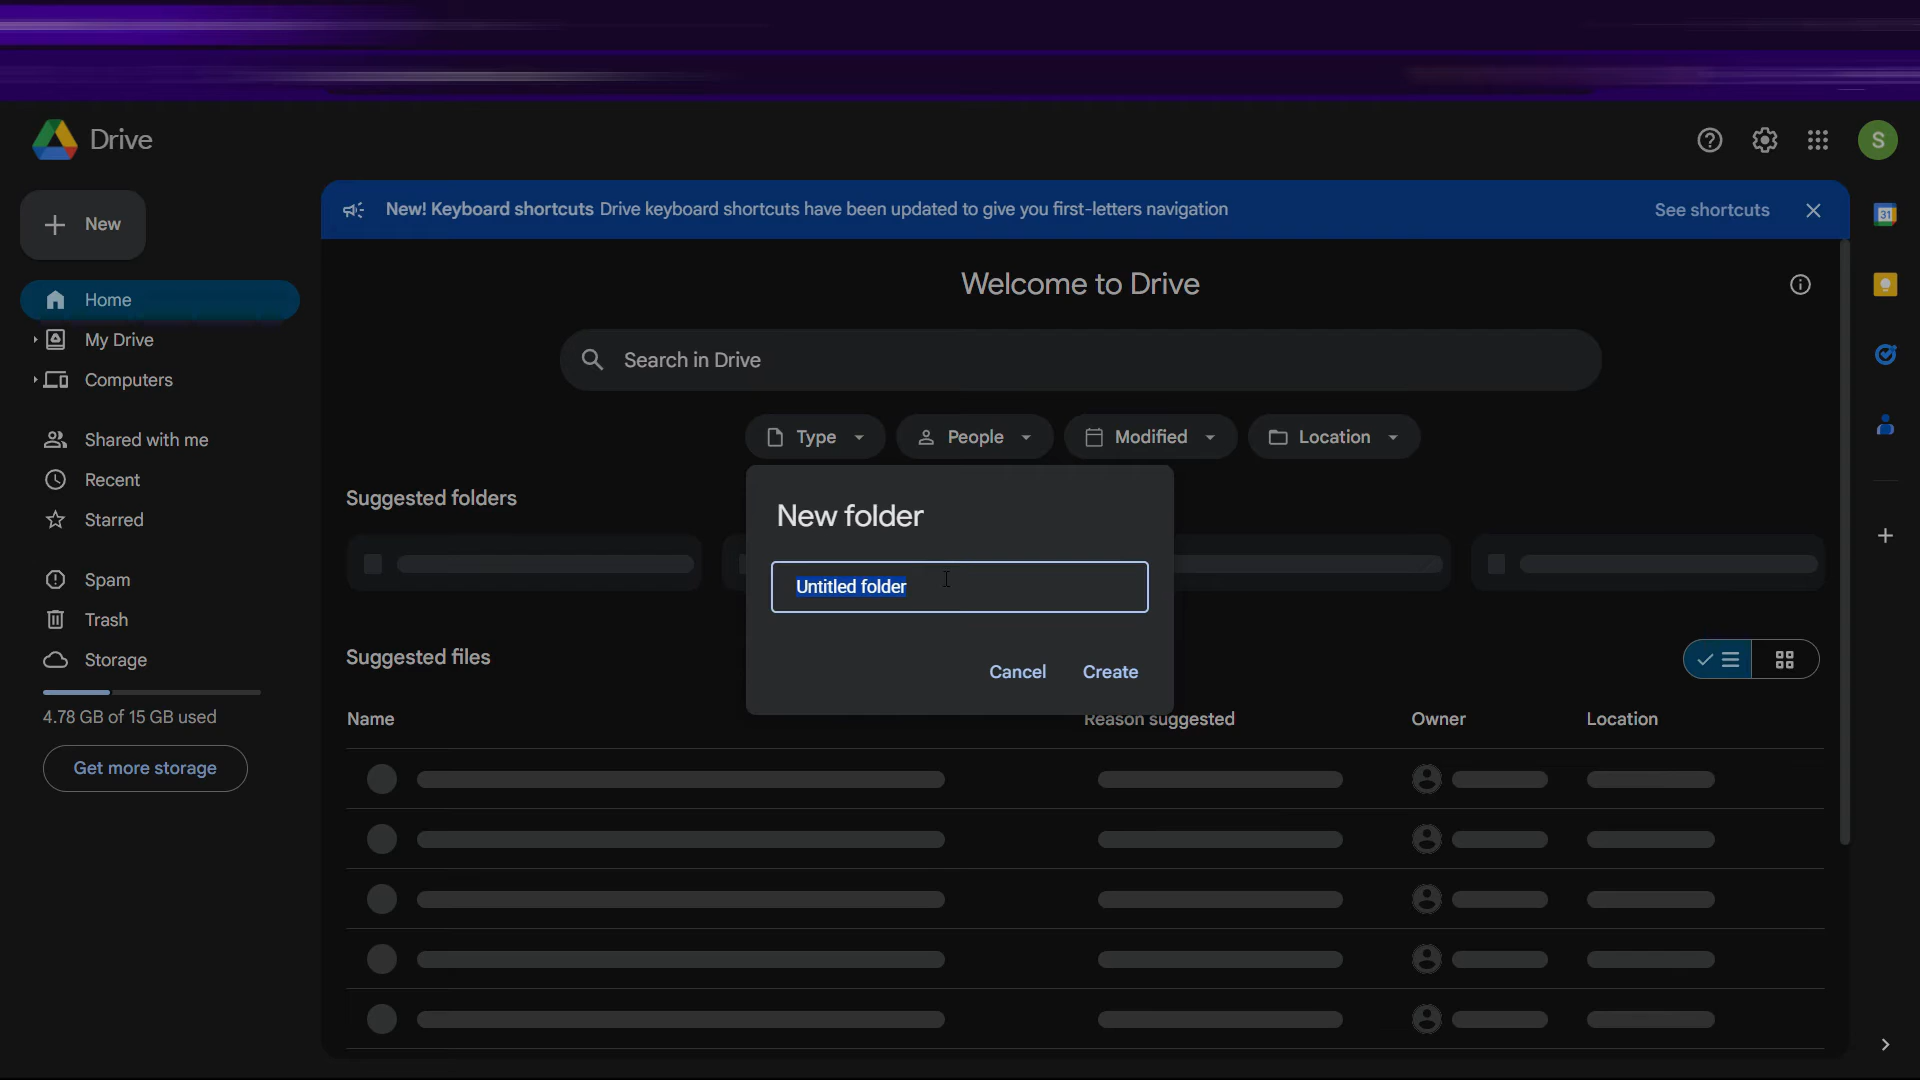 Drive
S
New
New! Keyboard shortcuts Drive keyboard shortcuts have been updated to give you first-letters navigation
See shortcuts
31
Home
My Drive
Computers
Shared with me
Recent
Starred
Spam
Trash
Storage
4.78 GB of 15 GB used
Get more storage
Welcome to Drive
Search in Drive
Type
People
Modified
Location
Suggested folders
New folder
Untitled folder
Cancel
Create
Suggested files
Name
Reason suggested
Owner
Location